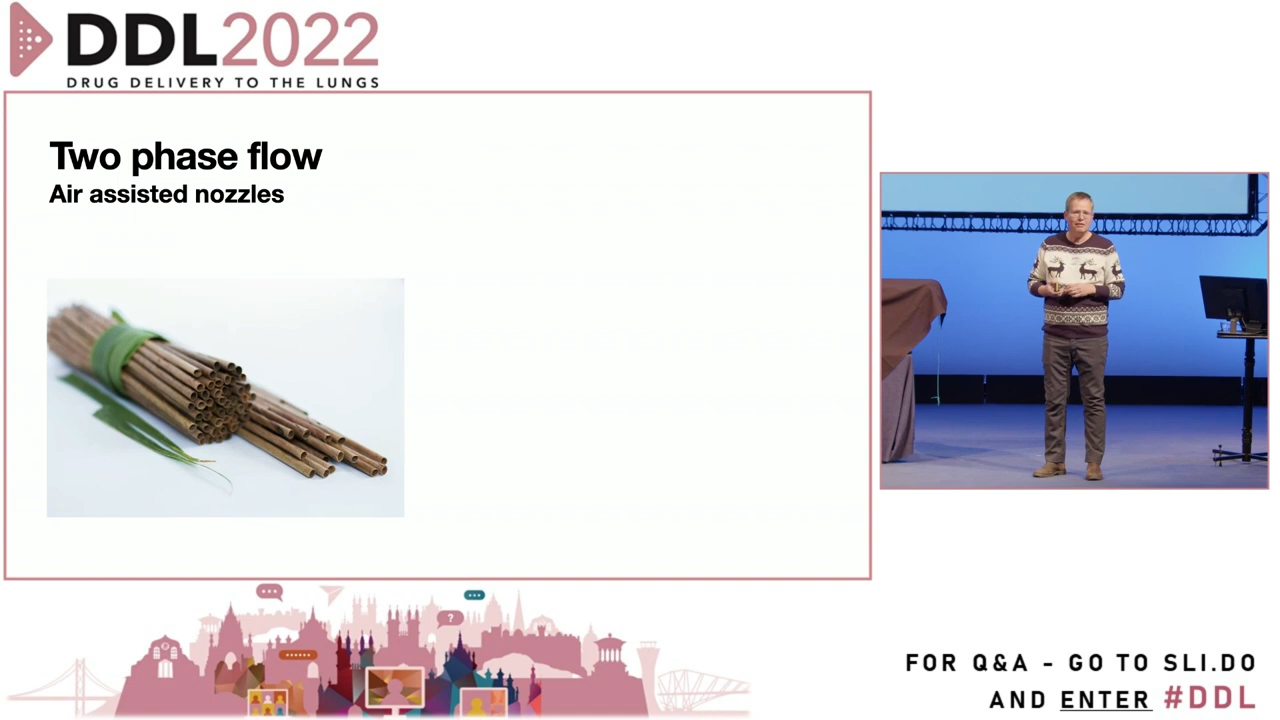 DDL2022
DRUG DELIVERY TO THE LUNGS
Two phase flow
Air assisted nozzles
?
FOR Q&A - GO TO SLI.DO
AND ENTER #DDL